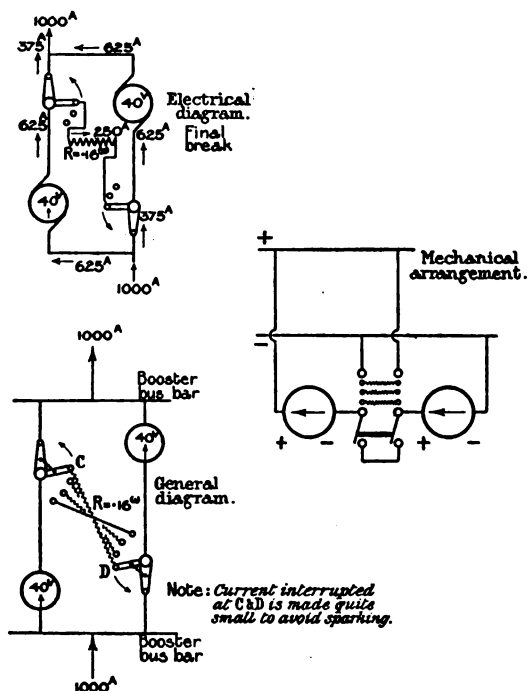 1000A
375A
625A
40V
Electrical
diagram.
Final
break
625A
250A
R=·16ω
625A
40V
375A
625A
1000A
+
Mechanical
arrangement.
−
+ −
+ −
1000A
Booster
bus bar
40V
C
General
diagram.
R=·16ω
D
40V
Note: Current interrupted
at C & D is made quite
small to avoid sparking.
Booster
bus bar
1000A